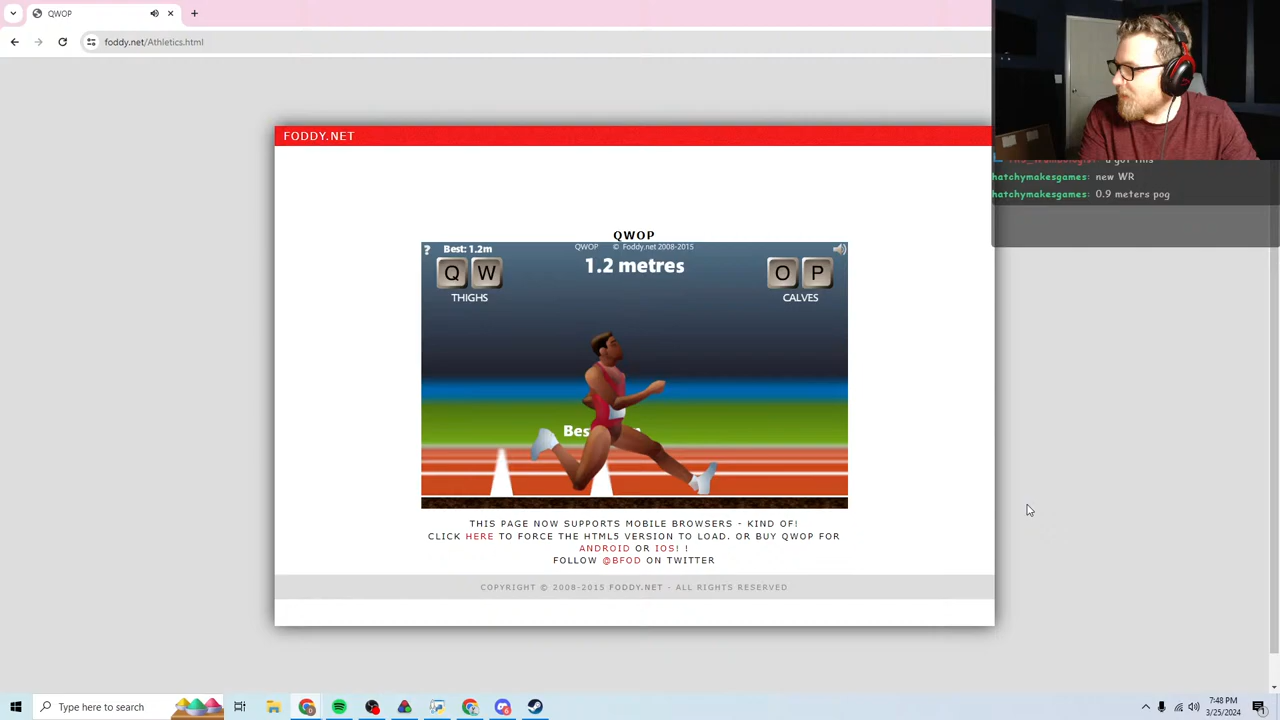 QWOP
foddy.net/Athletics.html
FODDY.NET
u got this
hatchymakesgames: new WR
hatchymakesgames: 0.9 meters pog
QWOP
? Best: 1.2m
QWOP © Foddy.net 2008-2015
1.2 metres
Q W
O P
THIGHS
CALVES
THIS PAGE NOW SUPPORTS MOBILE BROWSERS - KIND OF!
CLICK HERE TO FORCE THE HTML5 VERSION TO LOAD. OR BUY QWOP FOR
ANDROID OR IOS! !
FOLLOW @BFOD ON TWITTER
COPYRIGHT © 2008-2015 FODDY.NET - ALL RIGHTS RESERVED
Type here to search
7:48 PM
3/25/2024